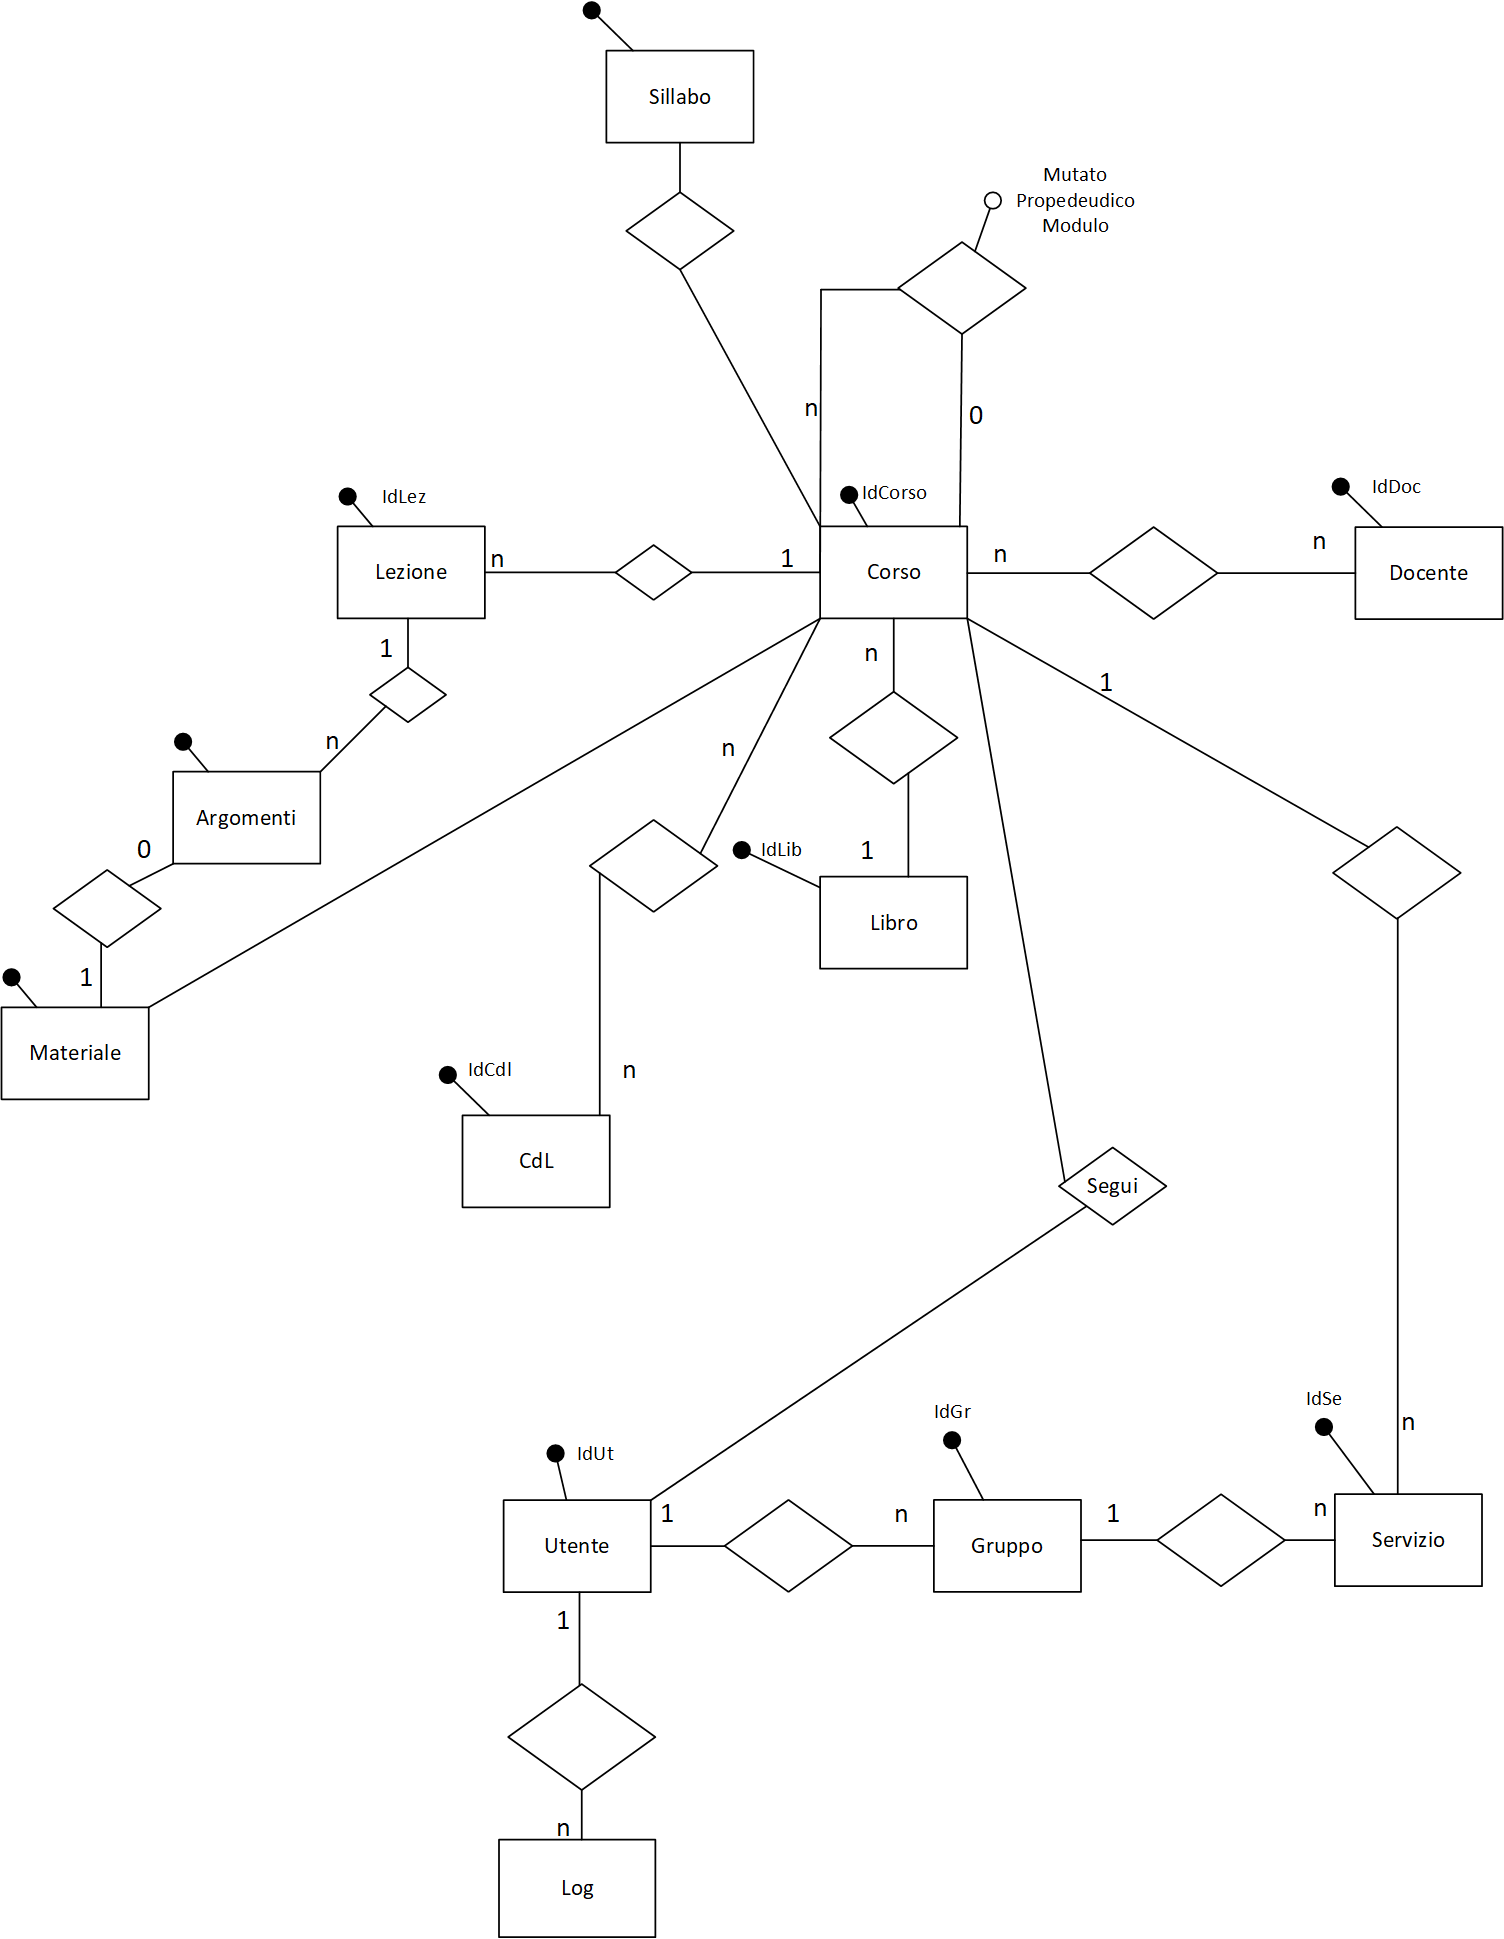 Sillabo
Mutato
Propedeudico
Modulo
n
0
IdLez
IdCorso
IdDoc
Lezione
n
1
Corso
n
n
Docente
1
n
1
n
n
Argomenti
0
IdLib
1
Libro
1
Materiale
IdCdl
n
CdL
Segui
IdUt
IdGr
IdSe
n
Utente
1
n
Gruppo
1
n
Servizio
1
n
Log